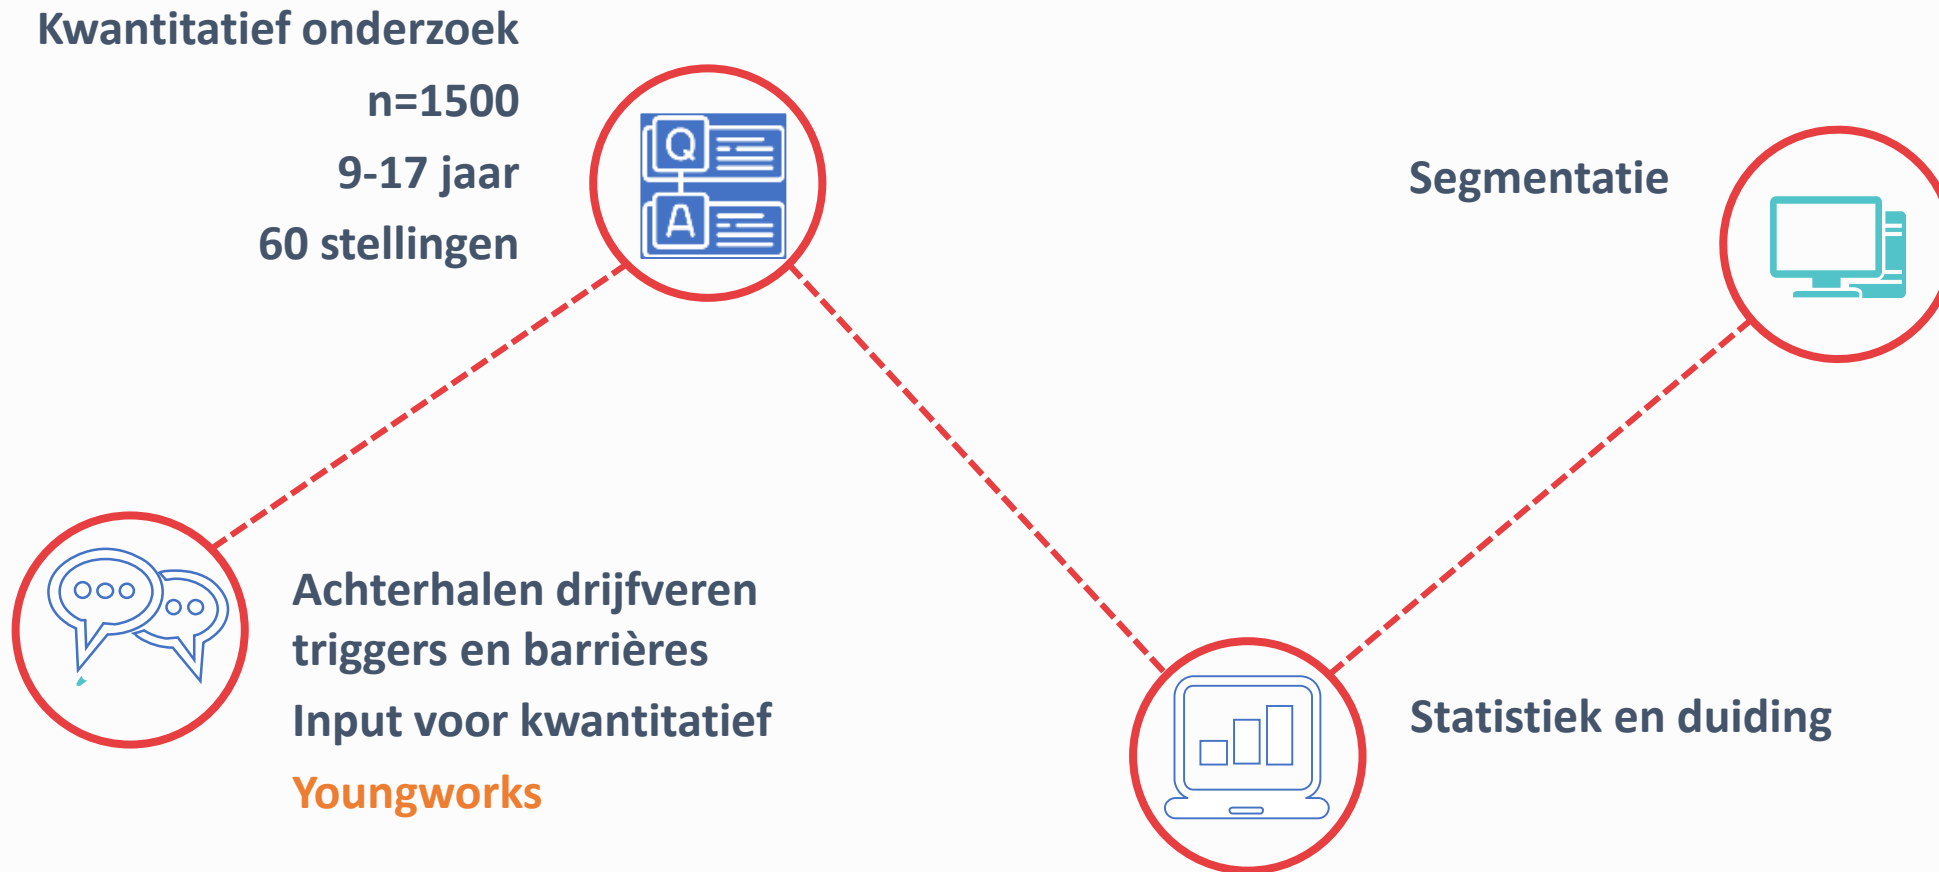 Kwantitatief onderzoek
n=1500
9-17 jaar
60 stellingen
Q
A
Achterhalen drijfveren
triggers en barrières
Input voor kwantitatief
Youngworks
Statistiek en duiding
Segmentatie